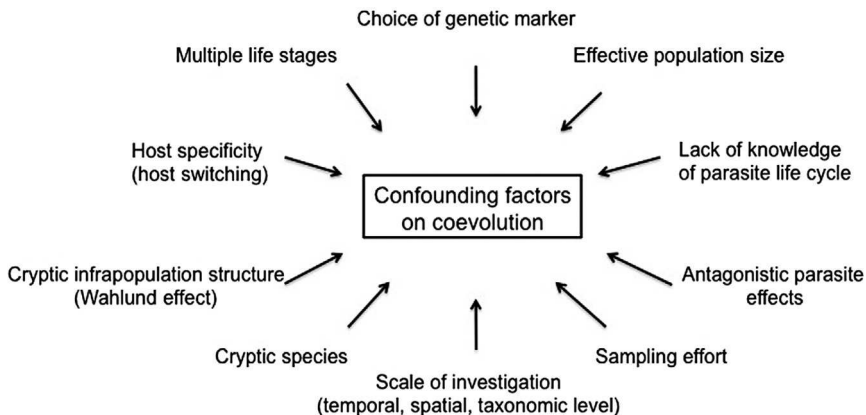 Choice of genetic marker
Multiple life stages
Effective population size
Host specificity
(host switching)
Lack of knowledge
of parasite life cycle
Confounding factors
on coevolution
Cryptic infrapopulation structure
(Wahlund effect)
Antagonistic parasite
effects
Cryptic species
Sampling effort
Scale of investigation
(temporal, spatial, taxonomic level)